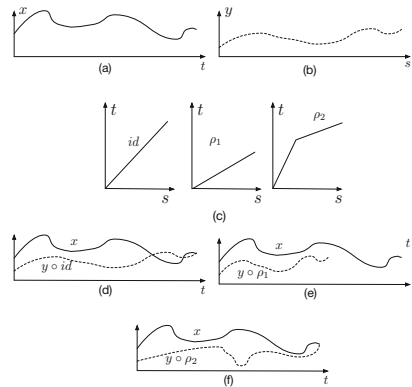 x
t
(a)
y
s
(b)
t
id
s
t
ρ₁
s
t
ρ₂
s
(c)
x
y ∘ id
t
(d)
x
y ∘ ρ₁
t
(e)
x
y ∘ ρ₂
t
(f)